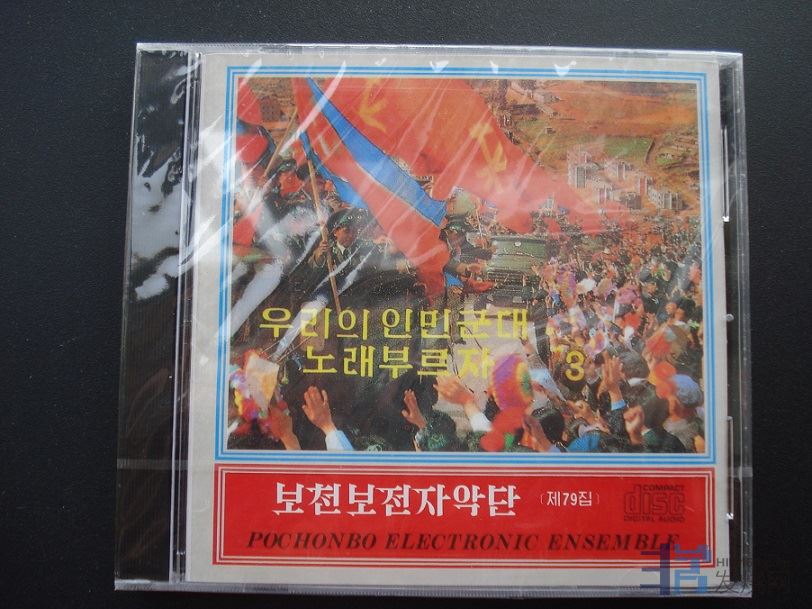 우리의 인민군대
노래부르자 3
보천보전자악단 (제79집)
COMPACT
disc
DIGITAL AUDIO
POCHONBO ELECTRONIC ENSEMBLE